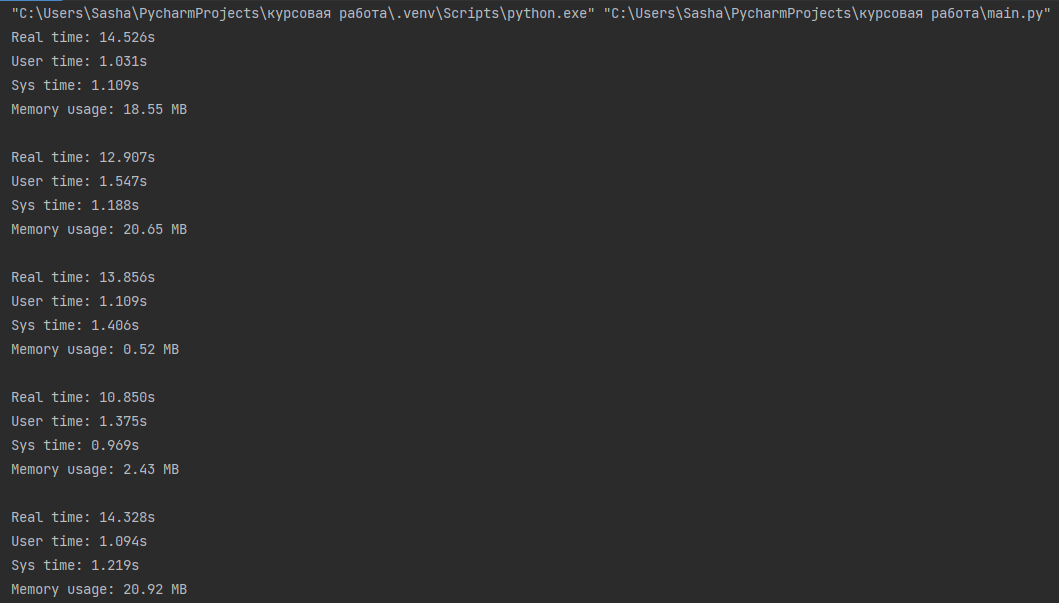 "C:\Users\Sasha\PycharmProjects\курсовая работа\.venv\Scripts\python.exe" "C:\Users\Sasha\PycharmProjects\курсовая работа\main.py"
Real time: 14.526s
User time: 1.031s
Sys time: 1.109s
Memory usage: 18.55 MB
Real time: 12.907s
User time: 1.547s
Sys time: 1.188s
Memory usage: 20.65 MB
Real time: 13.856s
User time: 1.109s
Sys time: 1.406s
Memory usage: 0.52 MB
Real time: 10.850s
User time: 1.375s
Sys time: 0.969s
Memory usage: 2.43 MB
Real time: 14.328s
User time: 1.094s
Sys time: 1.219s
Memory usage: 20.92 MB